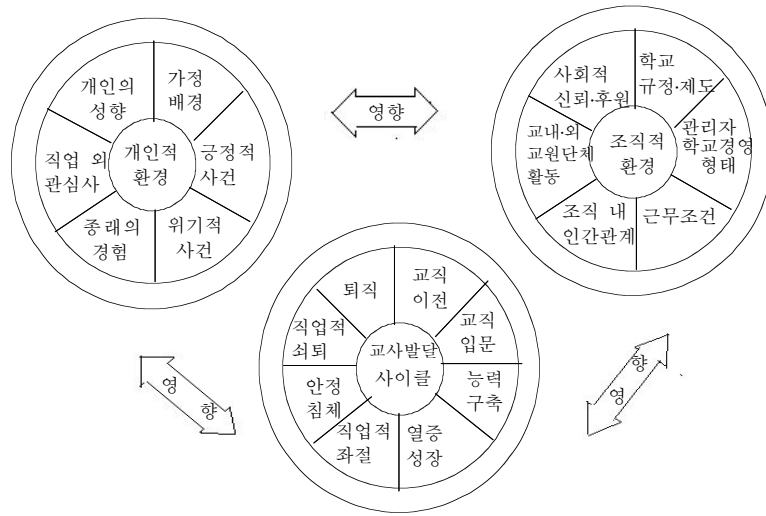 개인의
성향
가정
배경
긍정적
사건
위기적
사건
종래의
경험
직업 외
관심사
개인적
환경
영향
사회적
신뢰·후원
학교
규정·제도
관리자
학교경영
형태
근무조건
조직 내
인간관계
교내·외
교원단체
활동
조직적
환경
영
향
영
향
퇴직
교직
이전
교직
입문
능력
구축
열중
성장
직업적
좌절
안정
침체
직업적
쇠퇴
교사발달
사이클